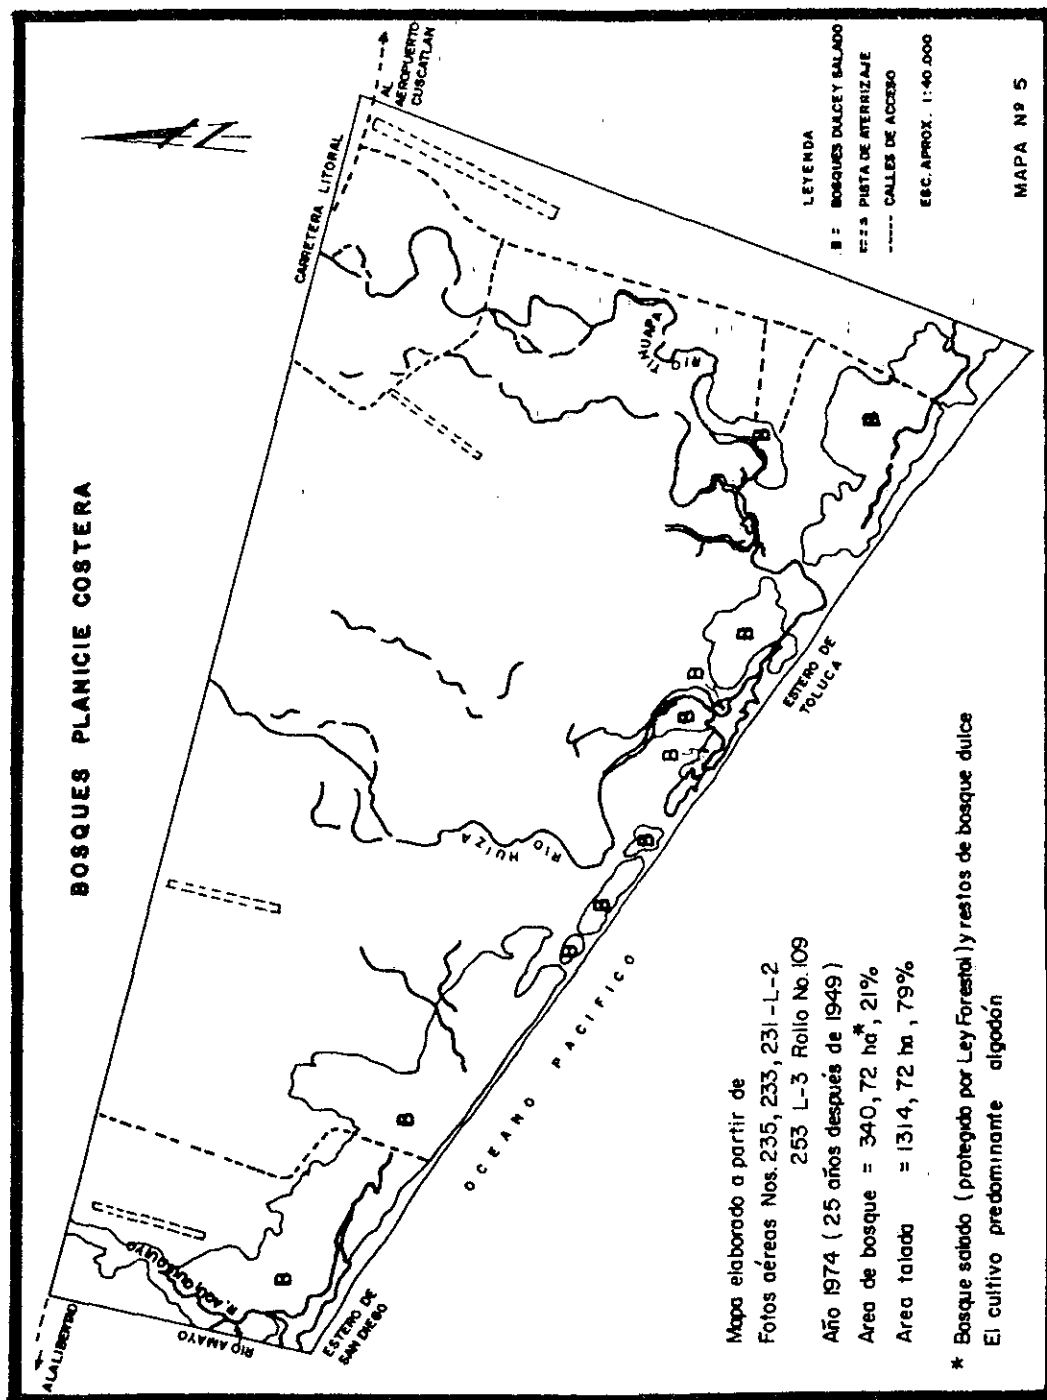 BOSQUES PLANICIE COSTERA
A LA LIBERTAD
RIO AMAYO
R. AQUIQUIQUIYO
ESTERO DE
SAN DIEGO
OCEANO PACIFICO
RIO
HUIZA
ESTERO DE
TOLUCA
RIO
TIHUAPA
CARRETERA LITORAL
AL
AEROPUERTO
CUSCATLAN
B
B
B
B
B
B
B
B
B
B
B
LEYENDA
B = BOSQUES DULCE Y SALADO
=== PISTA DE ATERRIZAJE
---- CALLES DE ACCESO
ESC. APROX. 1:40.000
MAPA Nº 5
Mapa elaborado a partir de
Fotos aéreas Nos. 235, 233, 231-L-2
253 L-3 Rollo No. 109
Año 1974 ( 25 años después de 1949 )
Area de bosque = 340,72 ha*, 21%
Area talada = 1314,72 ha, 79%
* Bosque salado ( protegido por Ley Forestal ) y restos de bosque dulce
El cultivo predominante algodón